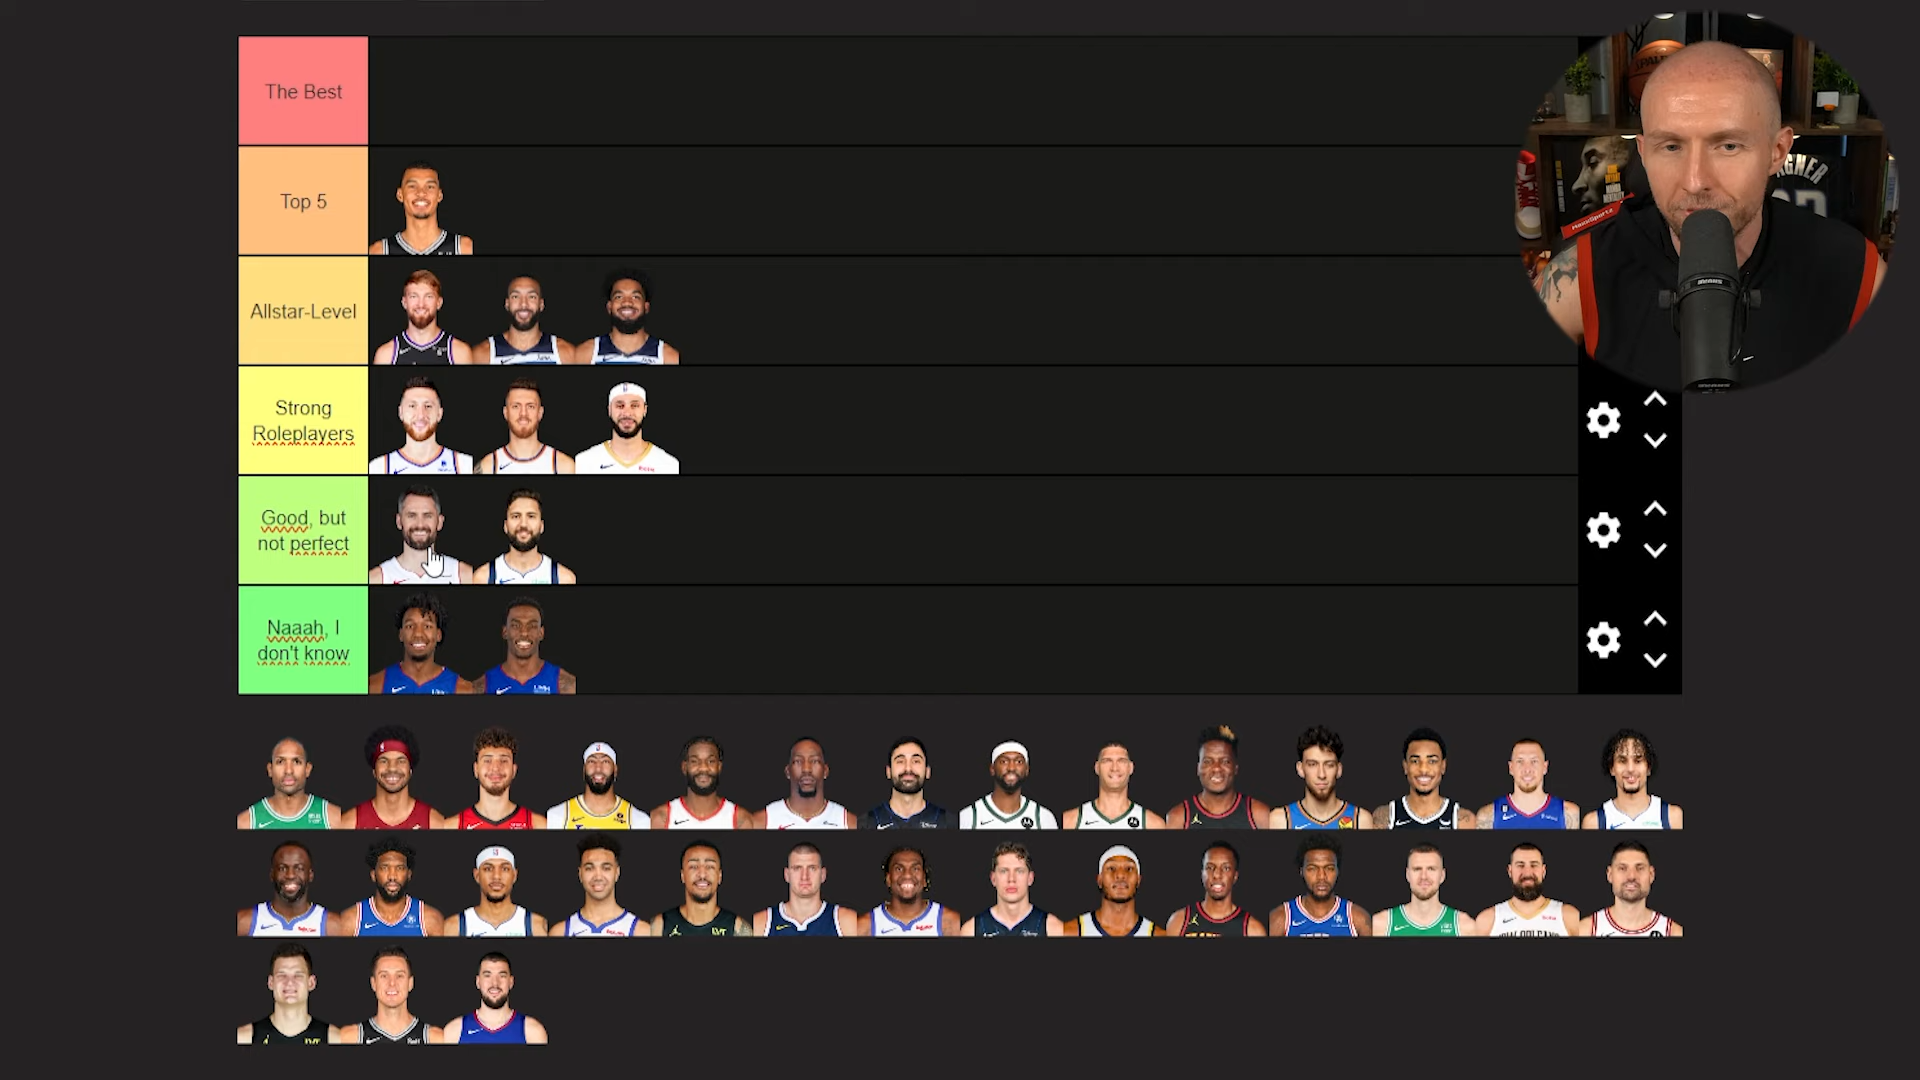 The Best
Top 5
Allstar-Level
Strong
Roleplayers
Good, but
not perfect
Naaah, I
don't know